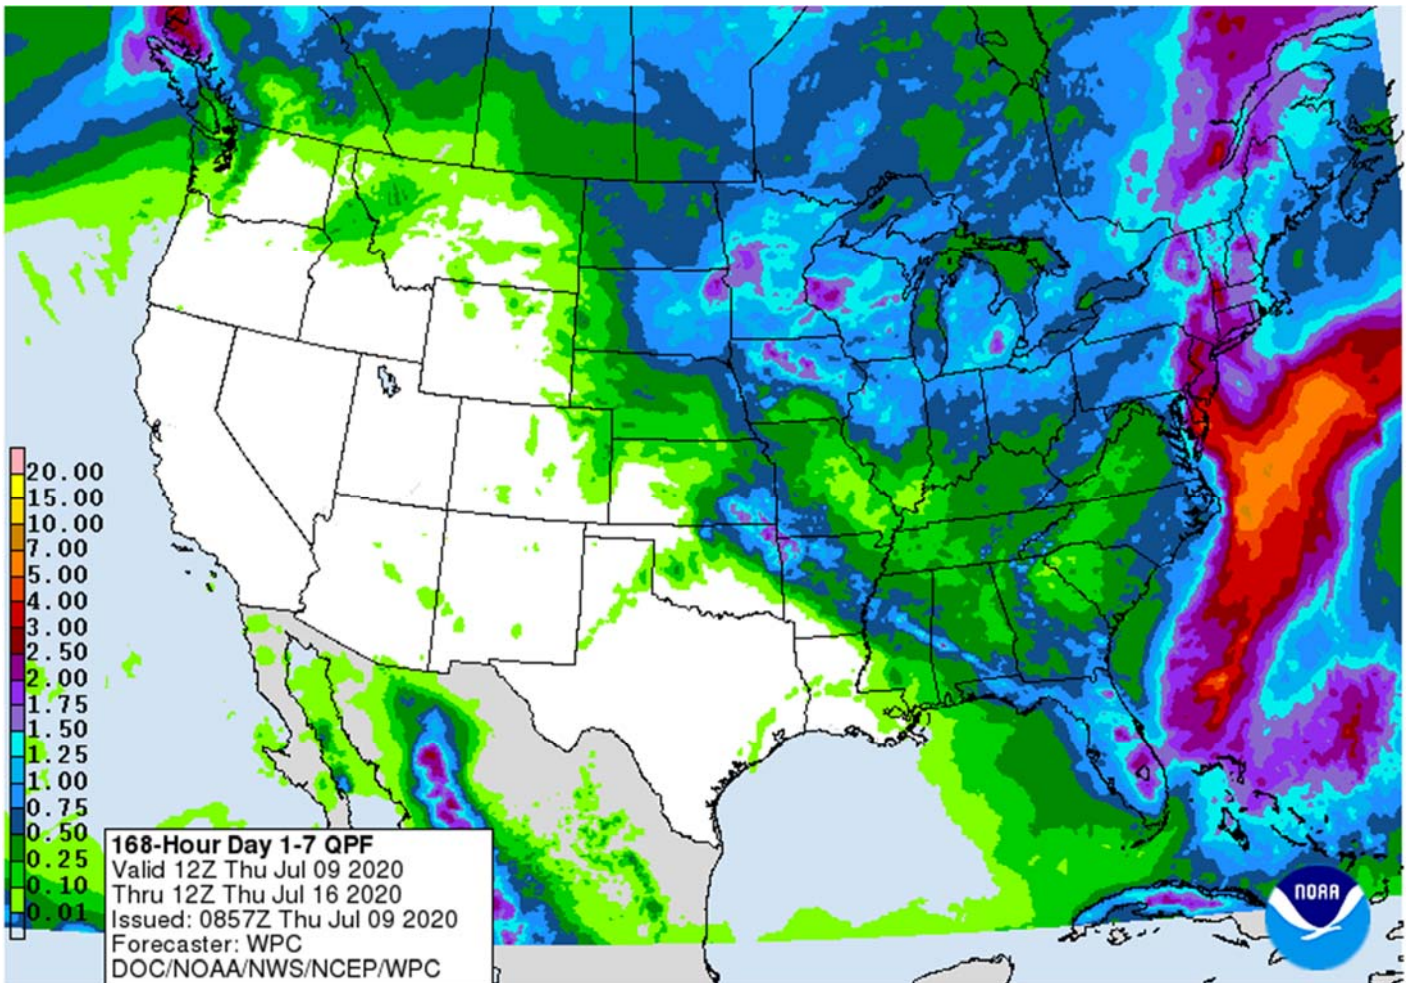 20.00
15.00
10.00
7.00
5.00
4.00
3.00
2.50
2.00
1.75
1.50
1.25
1.00
0.75
0.50
0.25
0.10
0.01
168-Hour Day 1-7 QPF
Valid 12Z Thu Jul 09 2020
Thru 12Z Thu Jul 16 2020
Issued: 0857Z Thu Jul 09 2020
Forecaster: WPC
DOC/NOAA/NWS/NCEP/WPC
NOAA